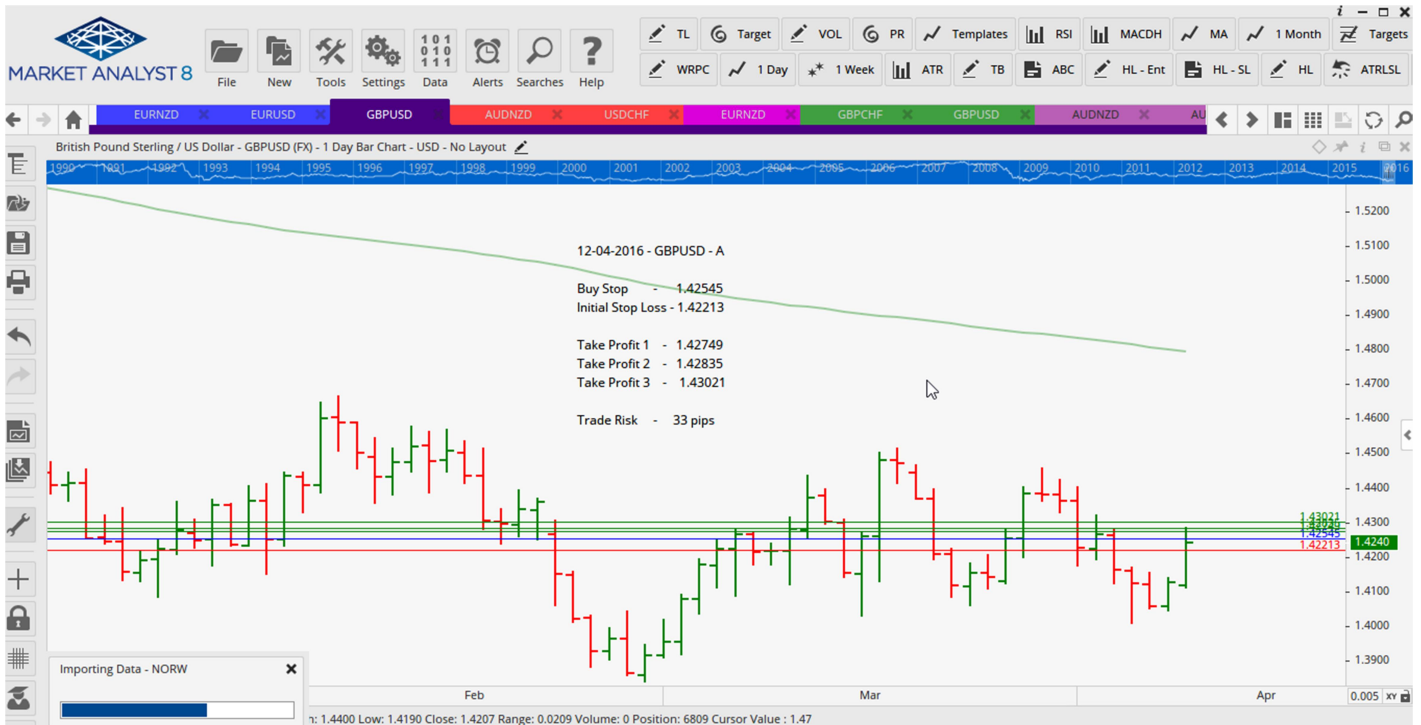 MARKET ANALYST 8
File
New
Tools
Settings
Data
Alerts
Searches
Help
TL
Target
VOL
PR
Templates
RSI
MACDH
MA
1 Month
Targets
WRPC
1 Day
1 Week
ATR
TB
ABC
HL - Ent
HL - SL
HL
ATRLSL
EURNZD
EURUSD
GBPUSD
AUDNZD
USDCHF
EURNZD
GBPCHF
GBPUSD
AUDNZD
AU
British Pound Sterling / US Dollar - GBPUSD (FX) - 1 Day Bar Chart - USD - No Layout
1990 1991 1992 1993 1994 1995 1996 1997 1998 1999 2000 2001 2002 2003 2004 2005 2006 2007 2008 2009 2010 2011 2012 2013 2014 2015 2016
12-04-2016 - GBPUSD - A
Buy Stop - 1.42545
Initial Stop Loss - 1.42213
Take Profit 1 - 1.42749
Take Profit 2 - 1.42835
Take Profit 3 - 1.43021
Trade Risk - 33 pips
1.5200
1.5100
1.5000
1.4900
1.4800
1.4700
1.4600
1.4500
1.4400
1.4300
1.4200
1.4100
1.4000
1.3900
1.43021
1.42545
1.42213
1.4240
Importing Data - NORW
Feb
Mar
Apr
0.005 XY
n: 1.4400 Low: 1.4190 Close: 1.4207 Range: 0.0209 Volume: 0 Position: 6809 Cursor Value : 1.47